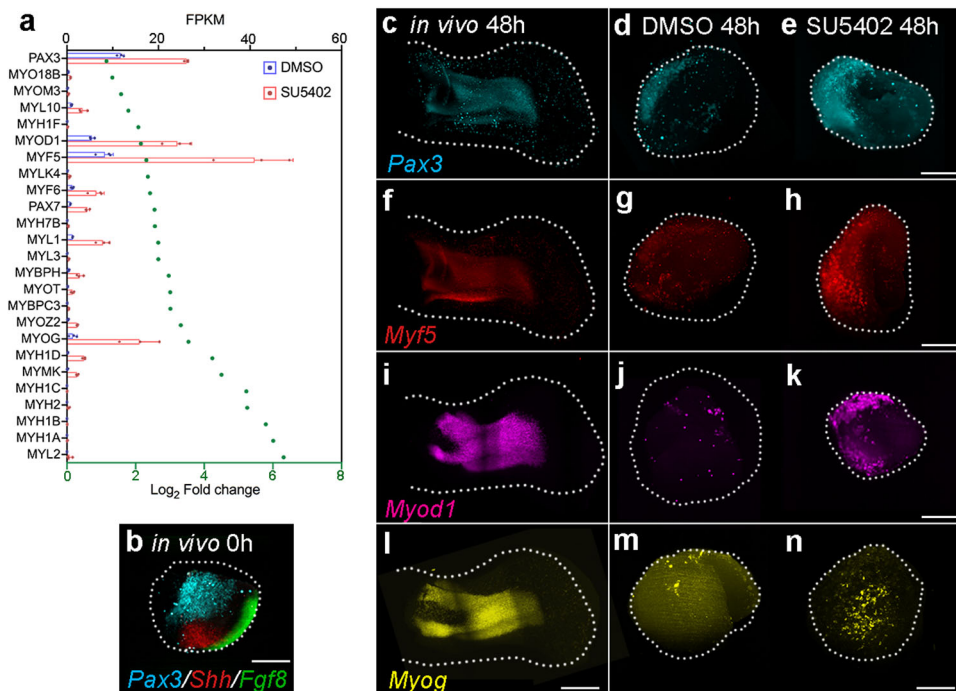 a
FPKM
0 20 40 60
DMSO
SU5402
PAX3
MYO18B
MYOM3
MYL10
MYH1F
MYOD1
MYF5
MYLK4
MYF6
PAX7
MYH7B
MYL1
MYL3
MYBPH
MYOT
MYBPC3
MYOZ2
MYOG
MYH1D
MYMK
MYH1C
MYH2
MYH1B
MYH1A
MYL2
0 2 4 6 8
Log2 Fold change
b in vivo 0h
Pax3/Shh/Fgf8
c in vivo 48h
d DMSO 48h
e SU5402 48h
Pax3
f
g
h
Myf5
i
j
k
Myod1
l
m
n
Myog